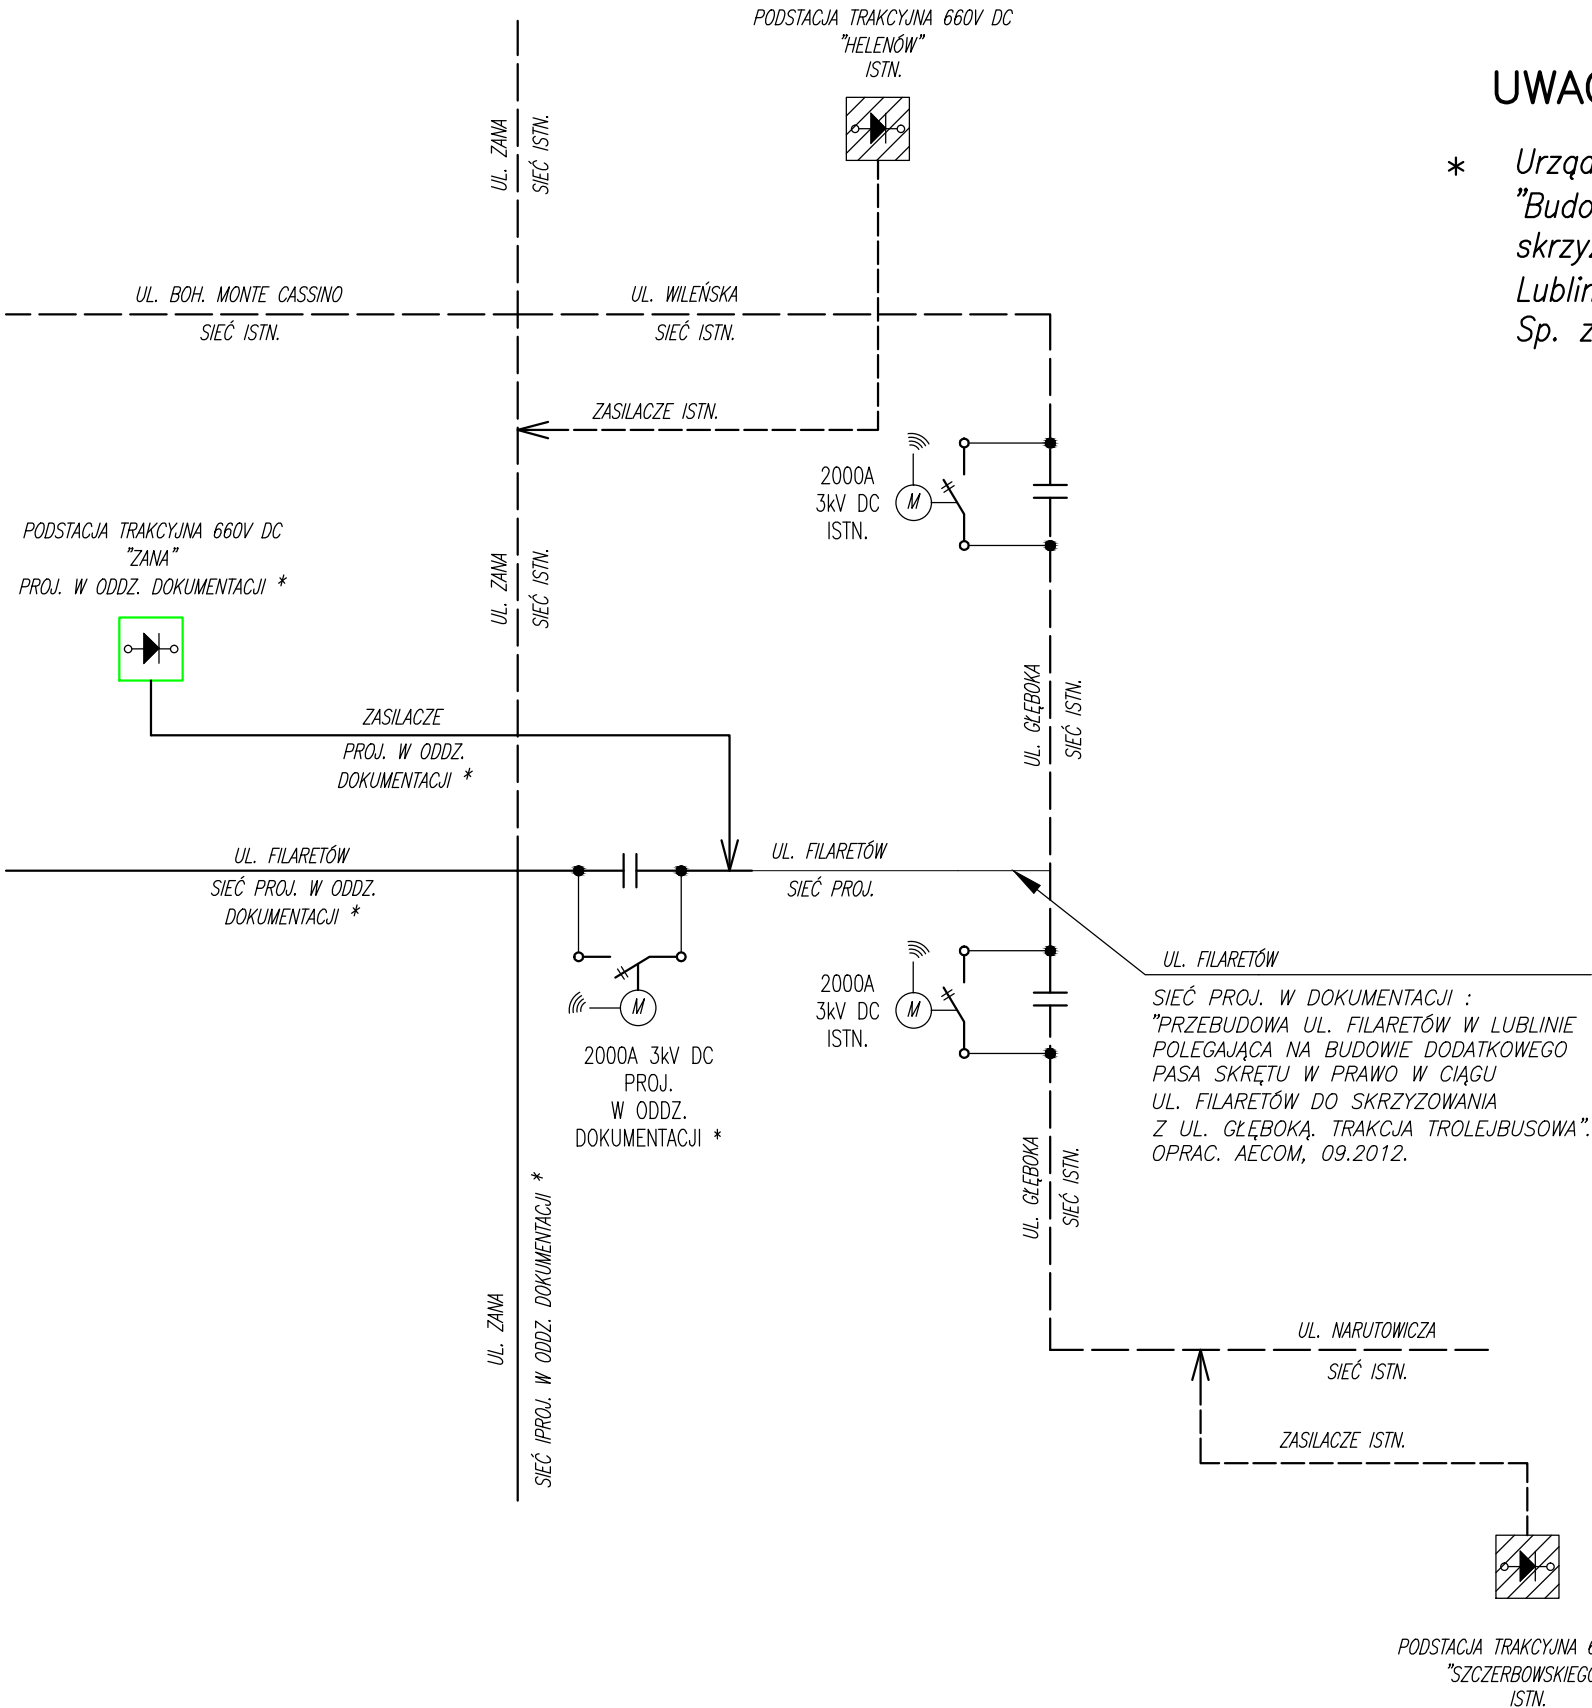 PODSTACJA TRAKCYJNA 660V DC
"HELENÓW"
ISTN.
UL. ZANA
SIEĆ ISTN.
*
UL. BOH. MONTE CASSINO
SIEĆ ISTN.
UL. WILEŃSKA
SIEĆ ISTN.
Sp. z
ZASILACZE ISTN.
2000A
3kV DC
ISTN.
M
PODSTACJA TRAKCYJNA 660V DC
"ZANA"
PROJ. W ODDZ. DOKUMENTACJI *
UL. ZANA
SIEĆ ISTN.
UL. GŁĘBOKA
SIEĆ ISTN.
ZASILACZE
PROJ. W ODDZ.
DOKUMENTACJI *
UL. FILARETÓW
SIEĆ PROJ. W ODDZ.
DOKUMENTACJI *
UL. FILARETÓW
SIEĆ PROJ.
M
2000A 3kV DC
PROJ.
W ODDZ.
DOKUMENTACJI *
2000A
3kV DC
ISTN.
M
UL. FILARETÓW
SIEĆ PROJ. W DOKUMENTACJI :
"PRZEBUDOWA UL. FILARETÓW W LUBLINIE
POLEGAJĄCA NA BUDOWIE DODATKOWEGO
PASA SKRĘTU W PRAWO W CIĄGU
UL. FILARETÓW DO SKRZYZOWANIA
Z UL. GŁĘBOKĄ. TRAKCJA TROLEJBUSOWA".
OPRAC. AECOM, 09.2012.
UL. GŁĘBOKA
SIEĆ ISTN.
UL. ZANA
SIEĆ IPROJ. W ODDZ. DOKUMENTACJI *
UL. NARUTOWICZA
SIEĆ ISTN.
ZASILACZE ISTN.
PODSTACJA TRAKCYJNA
"SZCZERBOWSKIEGO
ISTN.